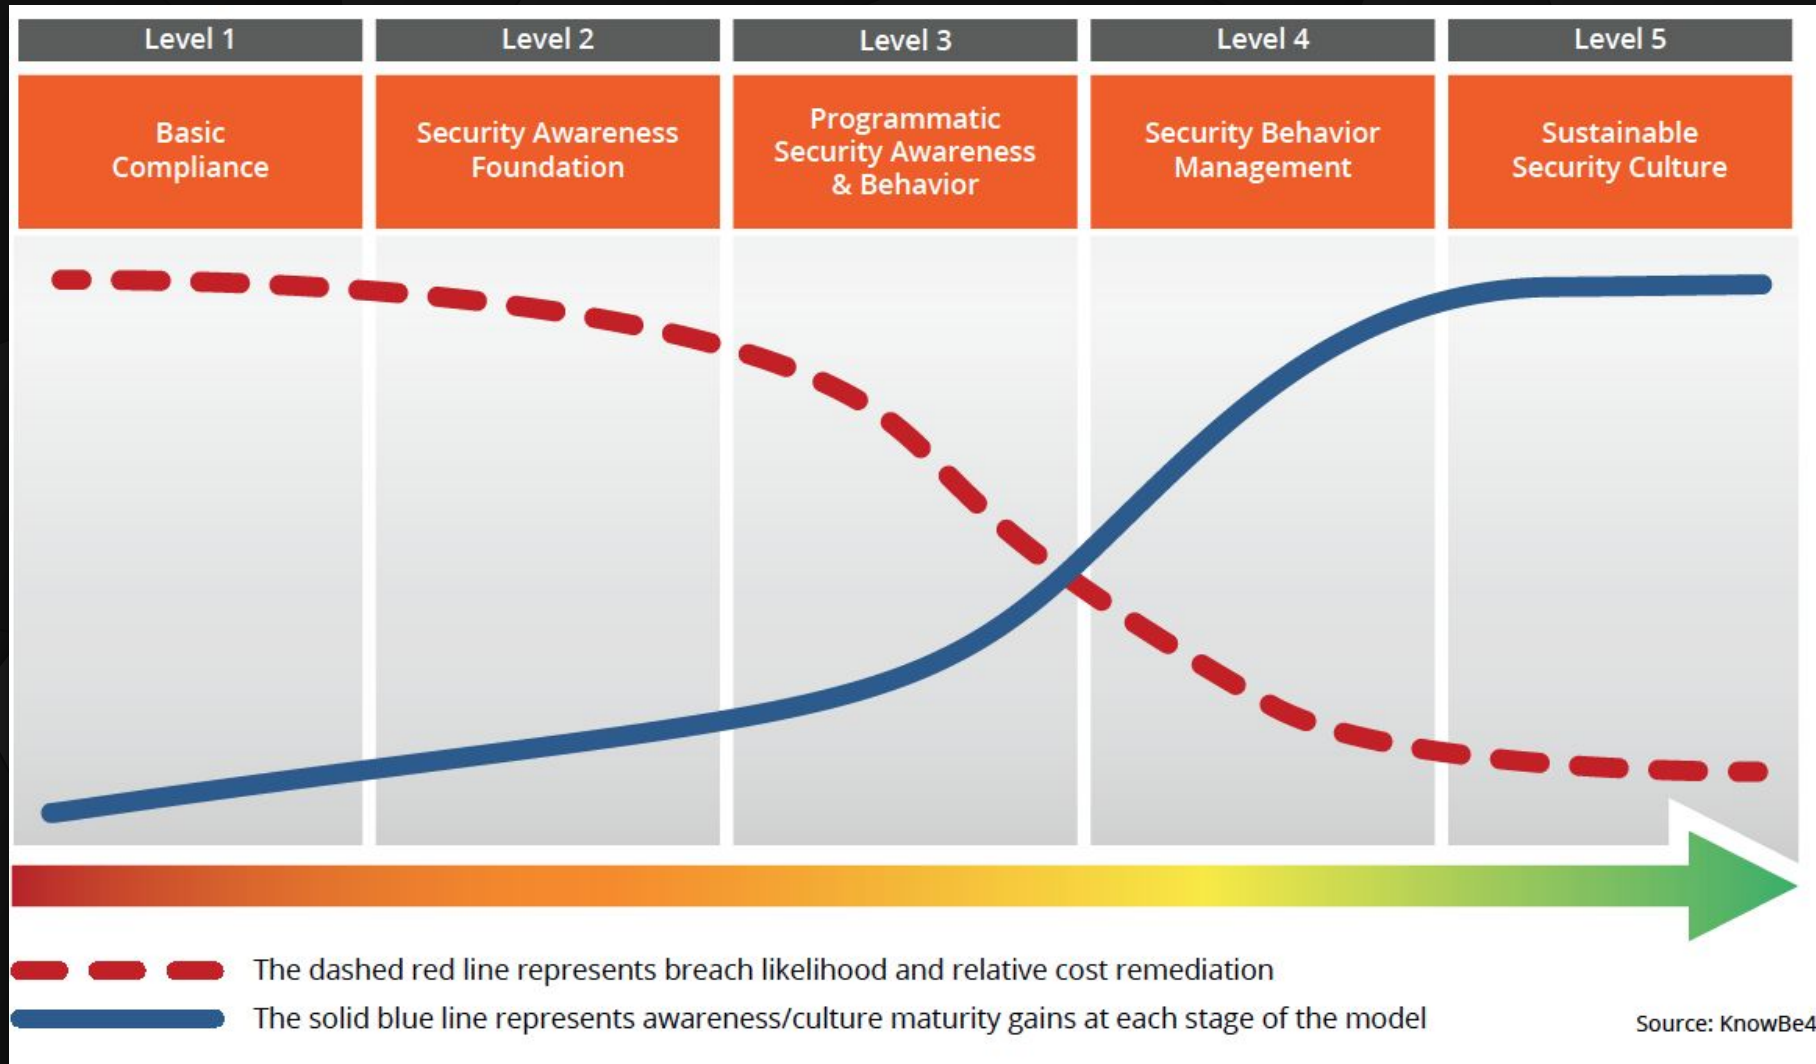 Level 1
Level 2
Level 3
Level 4
Level 5
Basic
Compliance
Security Awareness
Foundation
Programmatic
Security Awareness
& Behavior
Security Behavior
Management
Sustainable
Security Culture
The dashed red line represents breach likelihood and relative cost remediation
The solid blue line represents awareness/culture maturity gains at each stage of the model
Source: KnowBe4